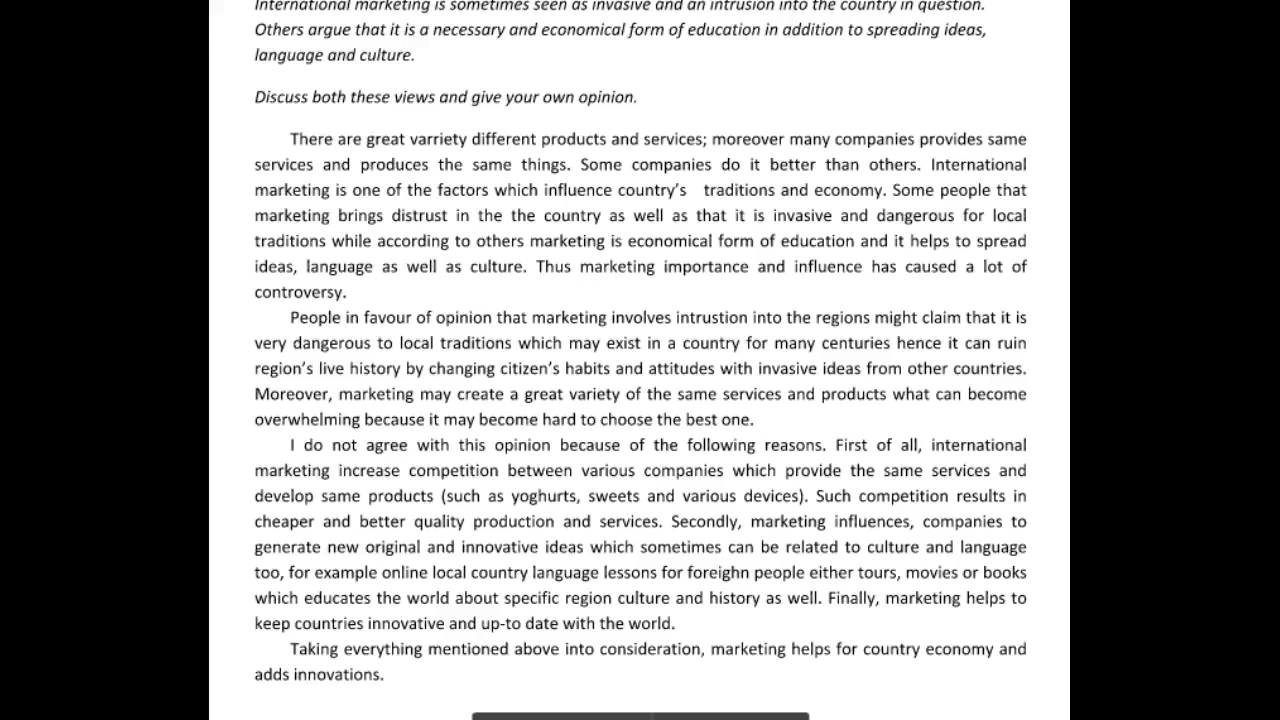 International marketing is sometimes seen as invasive and an intrusion into the country in question.
Others argue that it is a necessary and economical form of education in addition to spreading ideas,
language and culture.
Discuss both these views and give your own opinion.
There are great varriety different products and services; moreover many companies provides same
services and produces the same things. Some companies do it better than others. International
marketing is one of the factors which influence country's traditions and economy. Some people that
marketing brings distrust in the the country as well as that it is invasive and dangerous for local
traditions while according to others marketing is economical form of education and it helps to spread
ideas, language as well as culture. Thus marketing importance and influence has caused a lot of
controversy.
People in favour of opinion that marketing involves intrustion into the regions might claim that it is
very dangerous to local traditions which may exist in a country for many centuries hence it can ruin
region's live history by changing citizen's habits and attitudes with invasive ideas from other countries.
Moreover, marketing may create a great variety of the same services and products what can become
overwhelming because it may become hard to choose the best one.
I do not agree with this opinion because of the following reasons. First of all, international
marketing increase competition between various companies which provide the same services and
develop same products (such as yoghurts, sweets and various devices). Such competition results in
cheaper and better quality production and services. Secondly, marketing influences, companies to
generate new original and innovative ideas which sometimes can be related to culture and language
too, for example online local country language lessons for foreighn people either tours, movies or books
which educates the world about specific region culture and history as well. Finally, marketing helps to
keep countries innovative and up-to date with the world.
Taking everything mentioned above into consideration, marketing helps for country economy and
adds innovations.